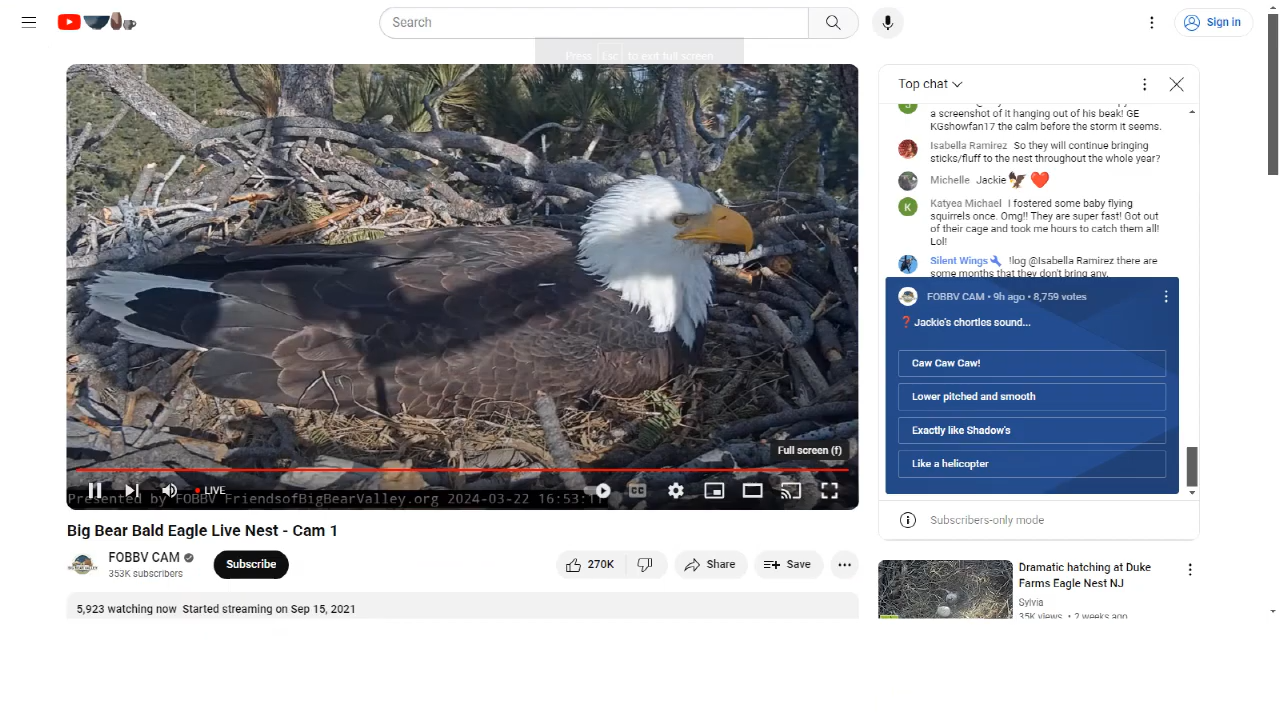 Search
Sign in
Press Esc to exit full screen
Top chat
a screenshot of it hanging out of his beak! GE
KGshowfan17 the calm before the storm it seems.
Isabella Ramirez So they will continue bringing
sticks/fluff to the nest throughout the whole year?
Michelle Jackie
K
Katyea Michael I fostered some baby flying
squirrels once. Omg!! They are super fast! Got out
of their cage and took me hours to catch them all!
Lol!
Silent Wings !log @Isabella Ramirez there are
some months that they don't bring any.
FOBBV CAM • 9h ago • 8,759 votes
❓Jackie's chortles sound...
Caw Caw Caw!
Lower pitched and smooth
Exactly like Shadow's
Like a helicopter
Subscribers-only mode
Full screen (f)
LIVE
Presented by FOBBV FriendsofBigBearValley.org 2024-03-22 16:53:11
Big Bear Bald Eagle Live Nest - Cam 1
FOBBV CAM
353K subscribers
Subscribe
270K
Share
Save
5,923 watching now Started streaming on Sep 15, 2021
Dramatic hatching at Duke
Farms Eagle Nest NJ
Sylvia
35K views • 2 weeks ago